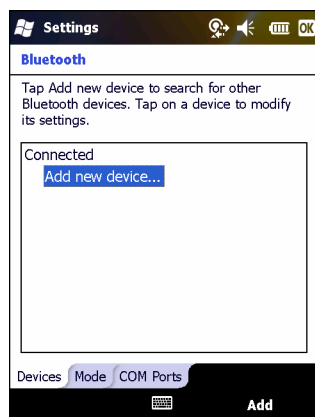 Settings
OK
Bluetooth
Tap Add new device to search for other
Bluetooth devices. Tap on a device to modify
its settings.
Connected
Add new device...
Devices Mode COM Ports
Add